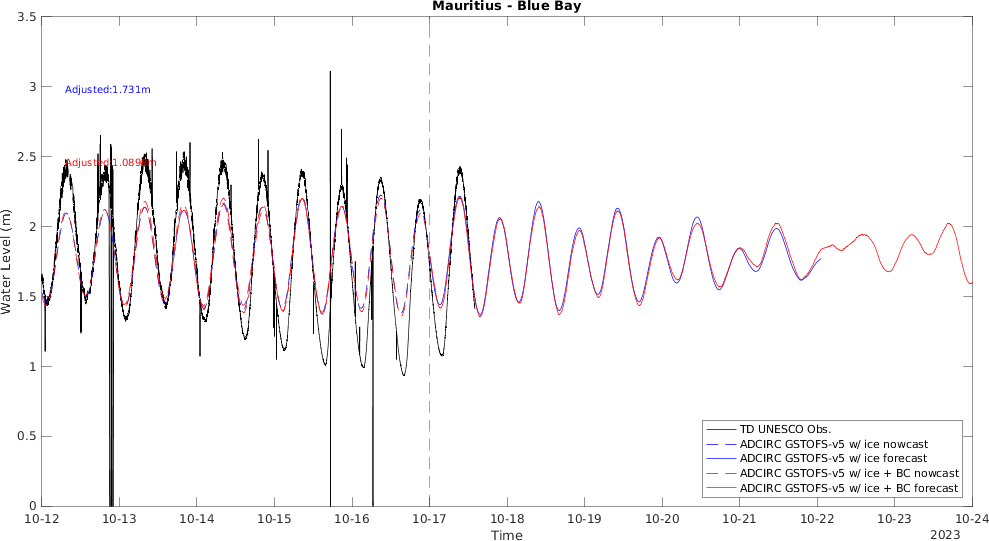 Mauritius - Blue Bay
3.5
3
2.5
2
1.5
1
0.5
0
Water Level (m)
Adjusted:1.731m
TD UNESCO Obs.
ADCIRC GSTOFS-v5 w/ ice nowcast
ADCIRC GSTOFS-v5 w/ ice forecast
ADCIRC GSTOFS-v5 w/ ice + BC nowcast
ADCIRC GSTOFS-v5 w/ ice + BC forecast
10-12 10-13 10-14 10-15 10-16 10-17 10-18 10-19 10-20 10-21 10-22 10-23 10-24
Time
2023